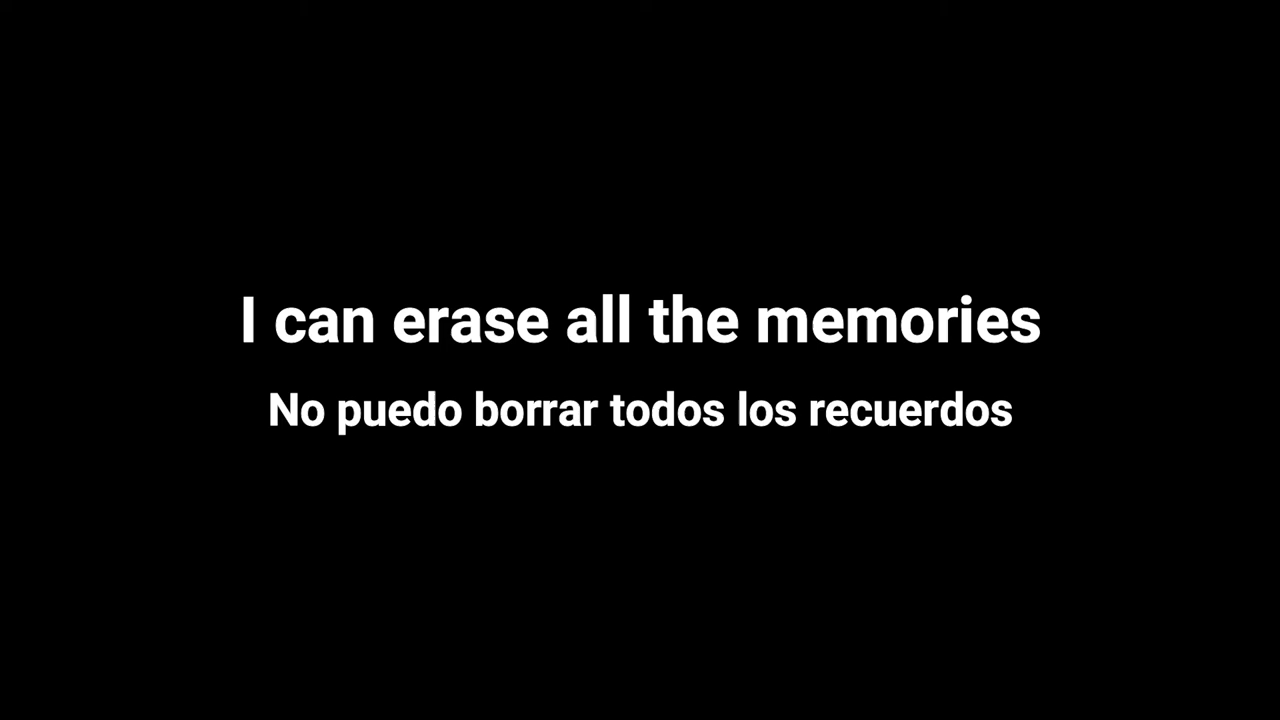 I can erase all the memories
No puedo borrar todos los recuerdos